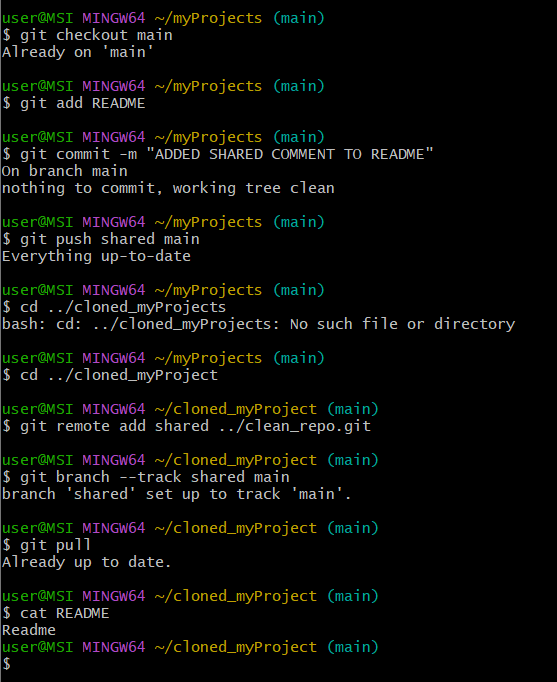 user@MSI MINGW64 ~/myProjects (main)
$ git checkout main
Already on 'main'
user@MSI MINGW64 ~/myProjects (main)
$ git add README
user@MSI MINGW64 ~/myProjects (main)
$ git commit -m "ADDED SHARED COMMENT TO README"
On branch main
nothing to commit, working tree clean
user@MSI MINGW64 ~/myProjects (main)
$ git push shared main
Everything up-to-date
user@MSI MINGW64 ~/myProjects (main)
$ cd ../cloned_myProjects
bash: cd: ../cloned_myProjects: No such file or directory
user@MSI MINGW64 ~/myProjects (main)
$ cd ../cloned_myProject
user@MSI MINGW64 ~/cloned_myProject (main)
$ git remote add shared ../clean_repo.git
user@MSI MINGW64 ~/cloned_myProject (main)
$ git branch --track shared main
branch 'shared' set up to track 'main'.
user@MSI MINGW64 ~/cloned_myProject (main)
$ git pull
Already up to date.
user@MSI MINGW64 ~/cloned_myProject (main)
$ cat README
Readme
user@MSI MINGW64 ~/cloned_myProject (main)
$